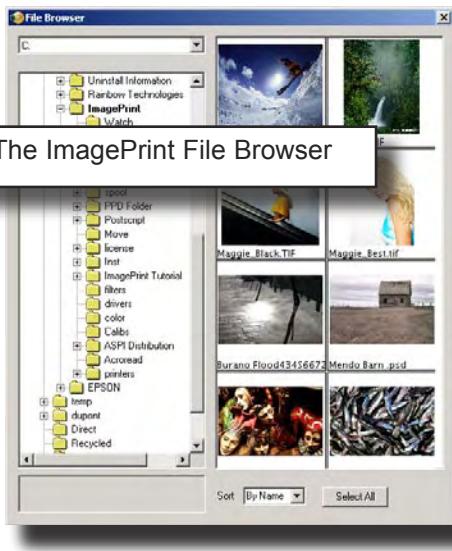 File Browser
C:
Uninstall Information
Rainbow Technologies
ImagePrint
Watch
The ImagePrint File Browser
spool
PPD Folder
Postscript
Move
license
Inst
ImagePrint Tutorial
filters
drivers
color
Calibs
ASPI Distribution
Acroread
printers
EPSON
temp
dupont
Direct
Recycled
Maggie_Black.TIF
Maggie_Best.tif
Burano Flood43456672
Mendo Barn .psd
Sort
By Name
Select All